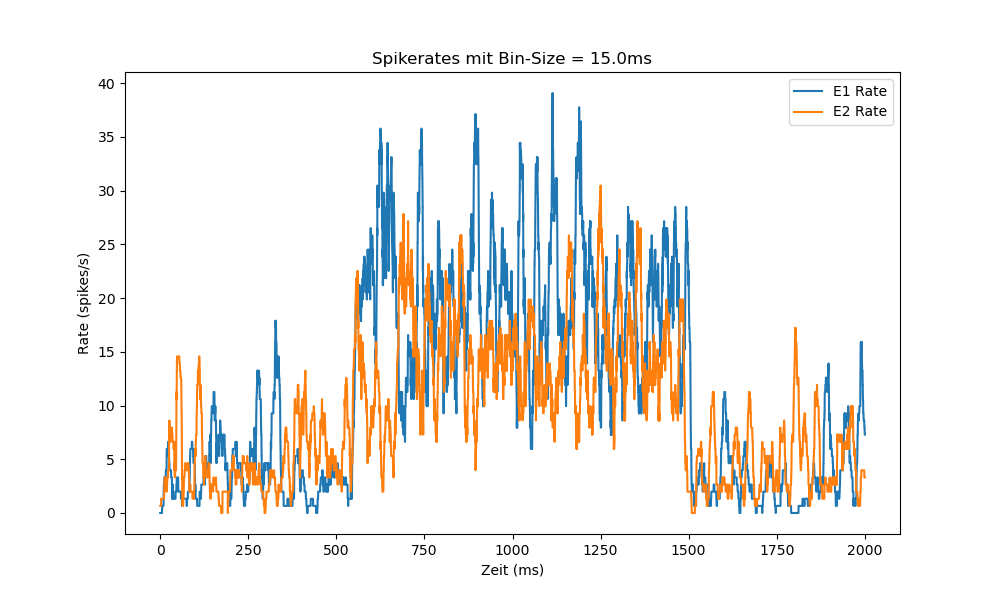 Spikerates mit Bin-Size = 15.0ms
E1 Rate
E2 Rate
40
35
30
25
20
15
10
5
0
Rate (spikes/s)
0 250 500 750 1000 1250 1500 1750 2000
Zeit (ms)